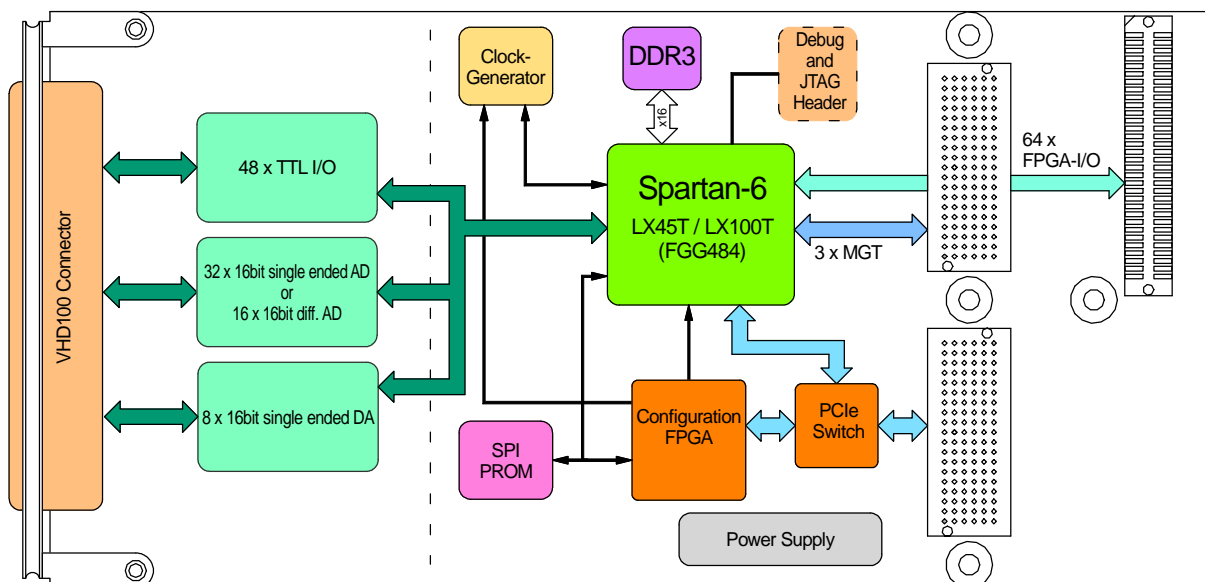 VHD100 Connector
48 x TTL I/O
32 x 16bit single ended AD
or
16 x 16bit diff. AD
8 x 16bit single ended DA
Clock-
Generator
DDR3
x16
Debug
and
JTAG
Header
Spartan-6
LX45T / LX100T
(FGG484)
64 x
FPGA-I/O
3 x MGT
Configuration
FPGA
PCIe
Switch
SPI
PROM
Power Supply